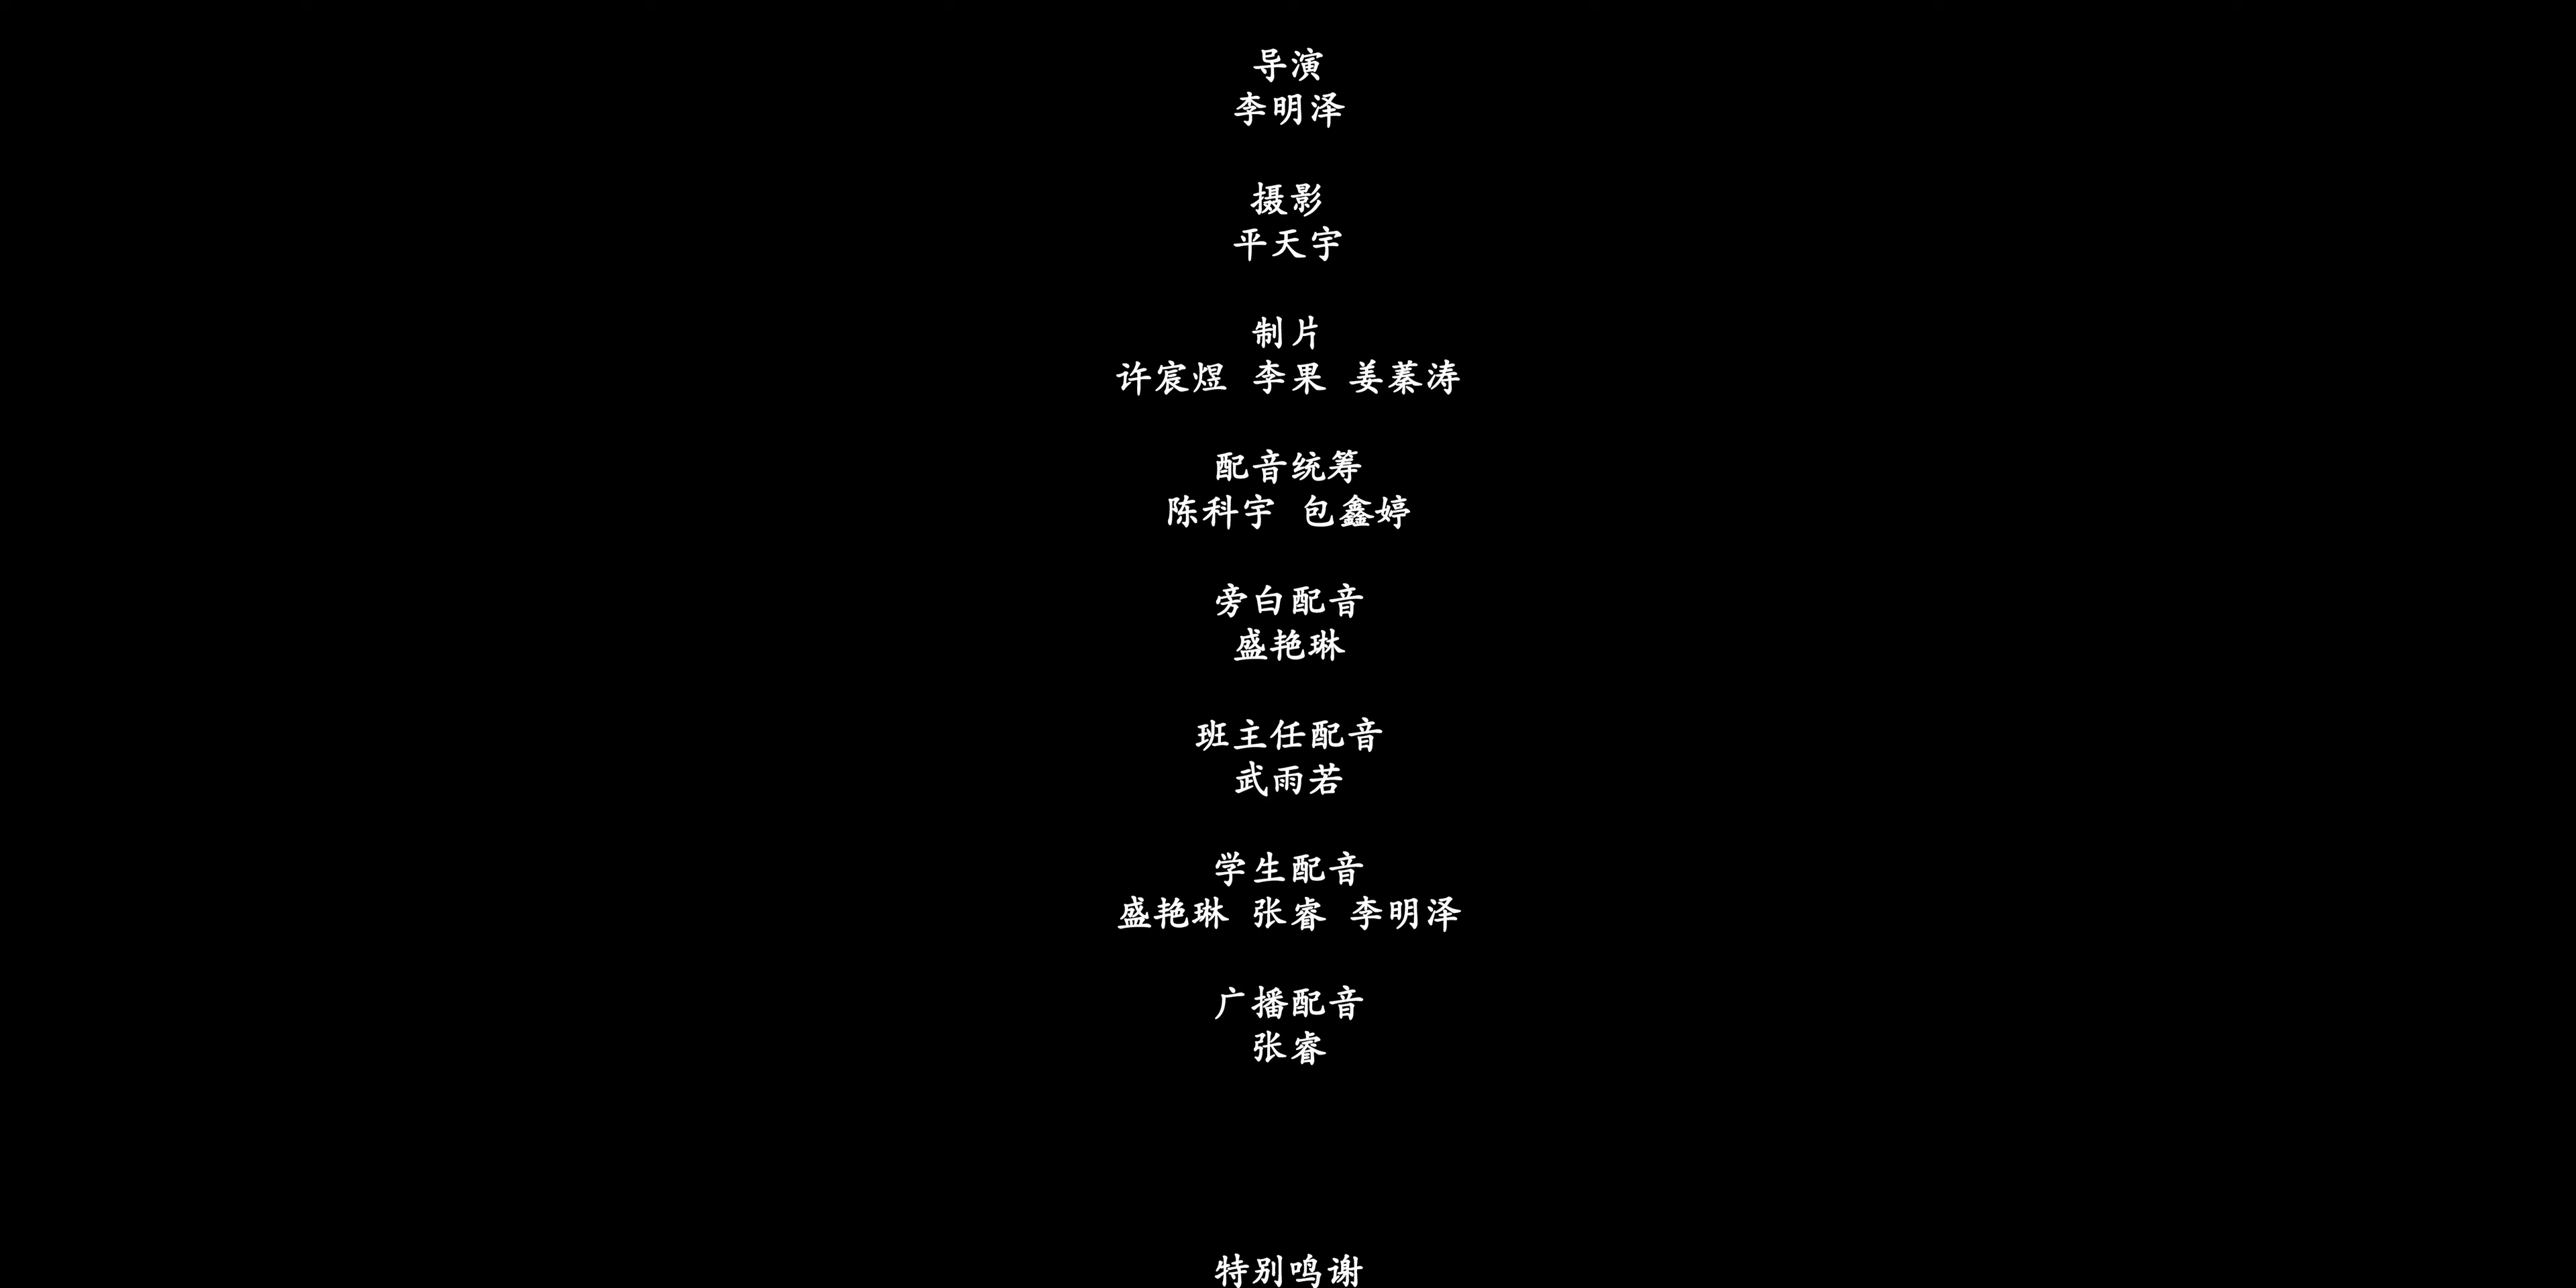 导演
李明泽
摄影
平天宇
制片
许宸煜 李果 姜蓁涛
配音统筹
陈科宇 包鑫婷
旁白配音
盛艳琳
班主任配音
武雨若
学生配音
盛艳琳 张睿 李明泽
广播配音
张睿
特别鸣谢